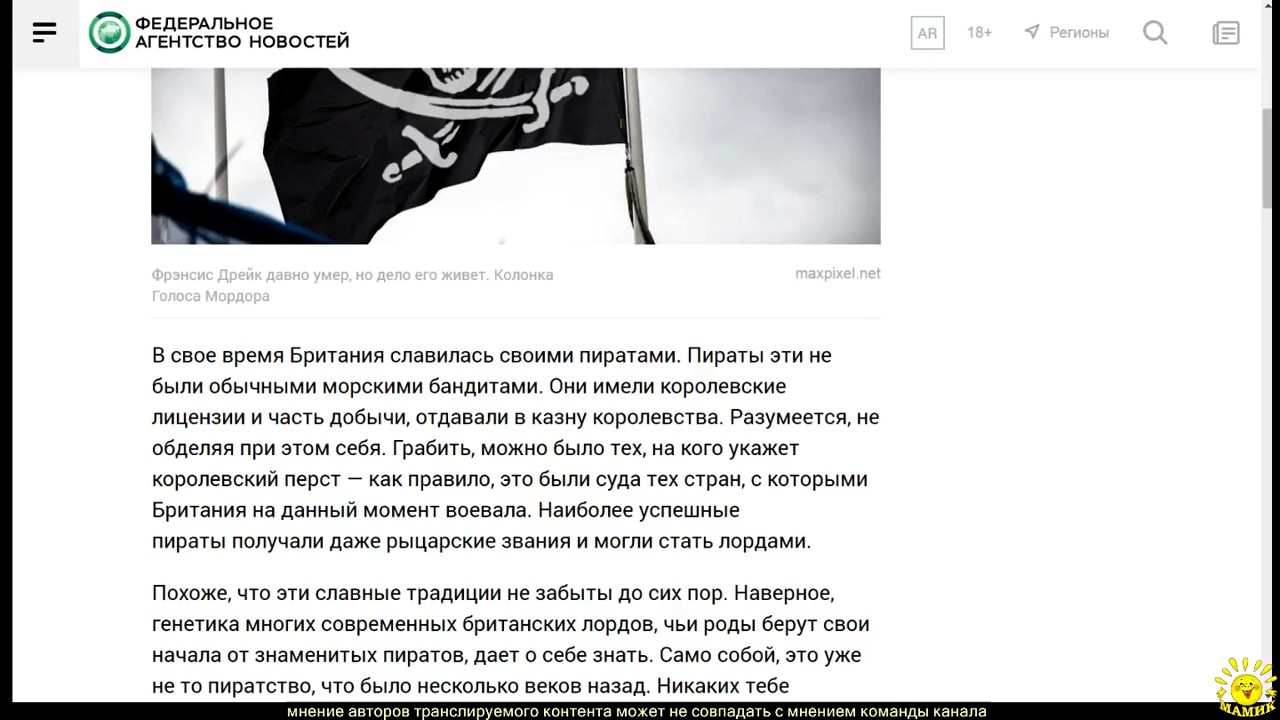 ФЕДЕРАЛЬНОЕ
АГЕНТСТВО НОВОСТЕЙ
AR
18+
Регионы
Фрэнсис Дрейк давно умер, но дело его живет. Колонка
Голоса Мордора
maxpixel.net
В свое время Британия славилась своими пиратами. Пираты эти не
были обычными морскими бандитами. Они имели королевские
лицензии и часть добычи, отдавали в казну королевства. Разумеется, не
обделяя при этом себя. Грабить, можно было тех, на кого укажет
королевский перст — как правило, это были суда тех стран, с которыми
Британия на данный момент воевала. Наиболее успешные
пираты получали даже рыцарские звания и могли стать лордами.
Похоже, что эти славные традиции не забыты до сих пор. Наверное,
генетика многих современных британских лордов, чьи роды берут свои
начала от знаменитых пиратов, дает о себе знать. Само собой, это уже
не то пиратство, что было несколько веков назад. Никаких тебе
МАМИК
мнение авторов транслируемого контента может не совпадать с мнением команды канала